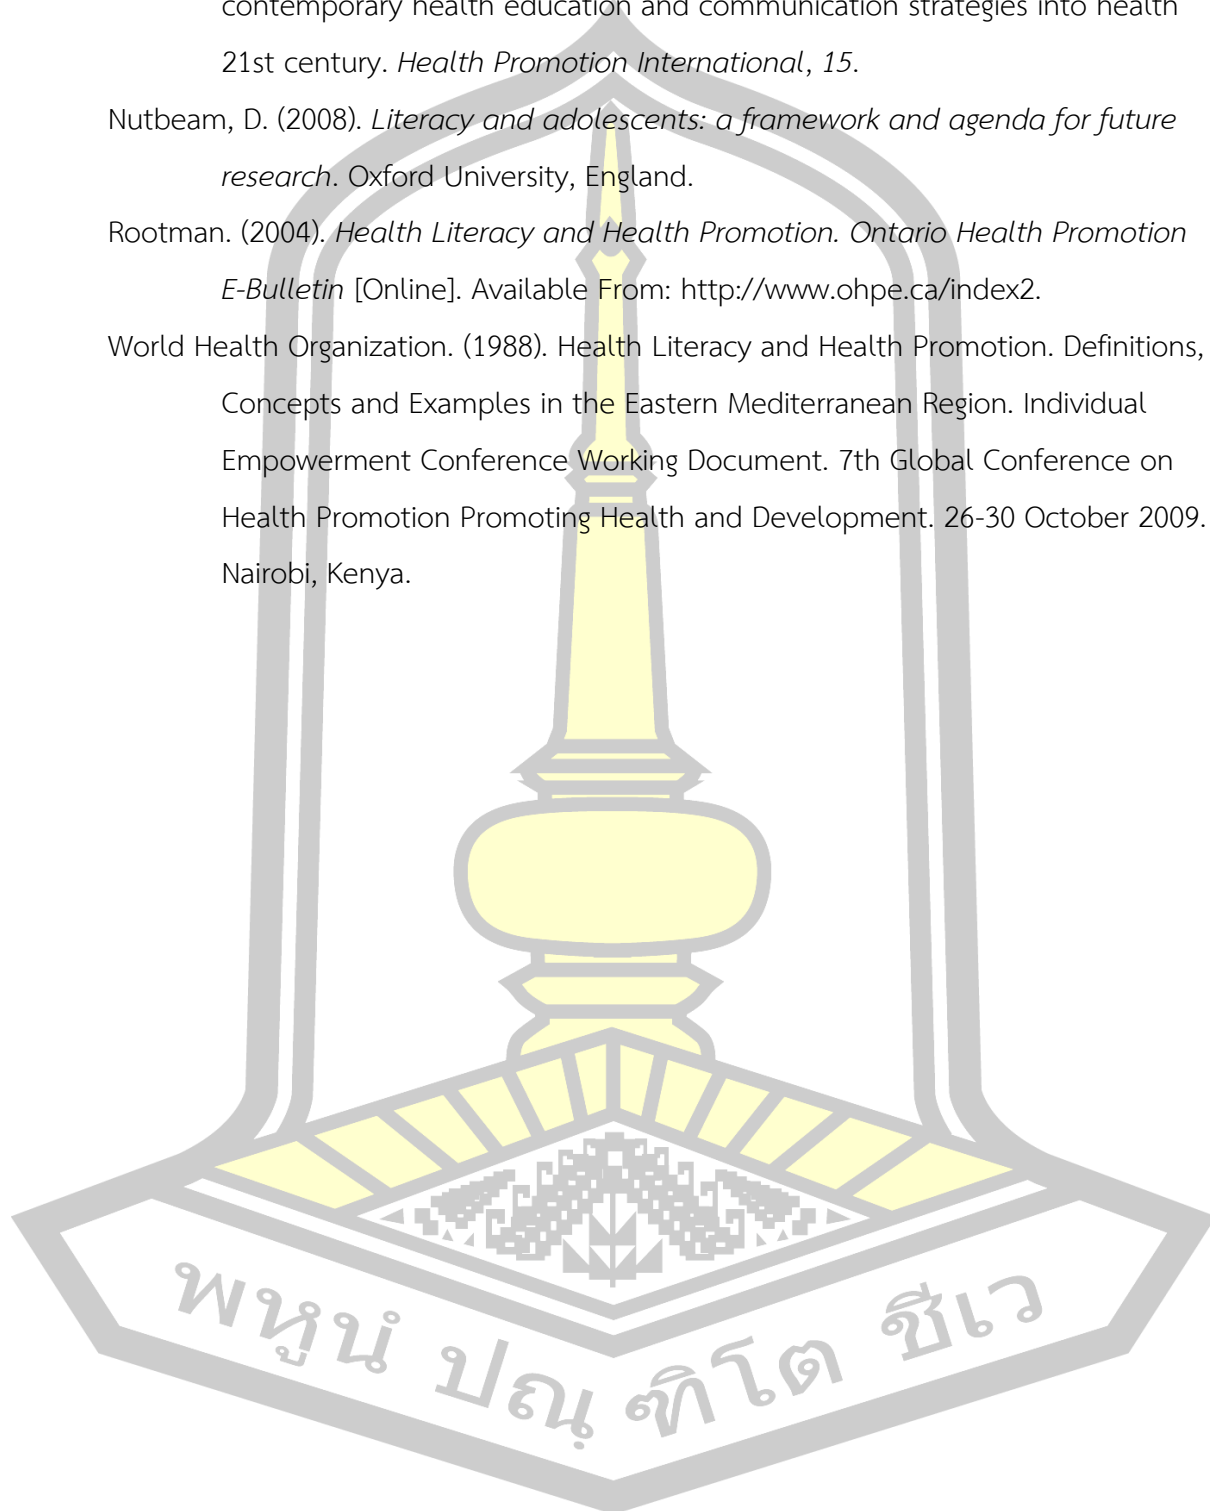 contemporary health education and communication strategies into health
21st century. Health Promotion International, 15.
Nutbeam, D. (2008). Literacy and adolescents: a framework and agenda for future
research. Oxford University, England.
Rootman. (2004). Health Literacy and Health Promotion. Ontario Health Promotion
E-Bulletin [Online]. Available From: http://www.ohpe.ca/index2.
World Health Organization. (1988). Health Literacy and Health Promotion. Definitions,
Concepts and Examples in the Eastern Mediterranean Region. Individual
Empowerment Conference Working Document. 7th Global Conference on
Health Promotion Promoting Health and Development. 26-30 October 2009.
Nairobi, Kenya.
พหูนํ ปณฺ ฑิโต ชีเว